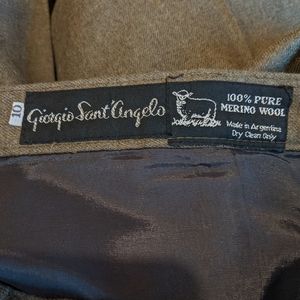 10
Giorgio Sant'Angelo
100% PURE
MERINO WOOL
Made in Argentina
Dry Clean Only